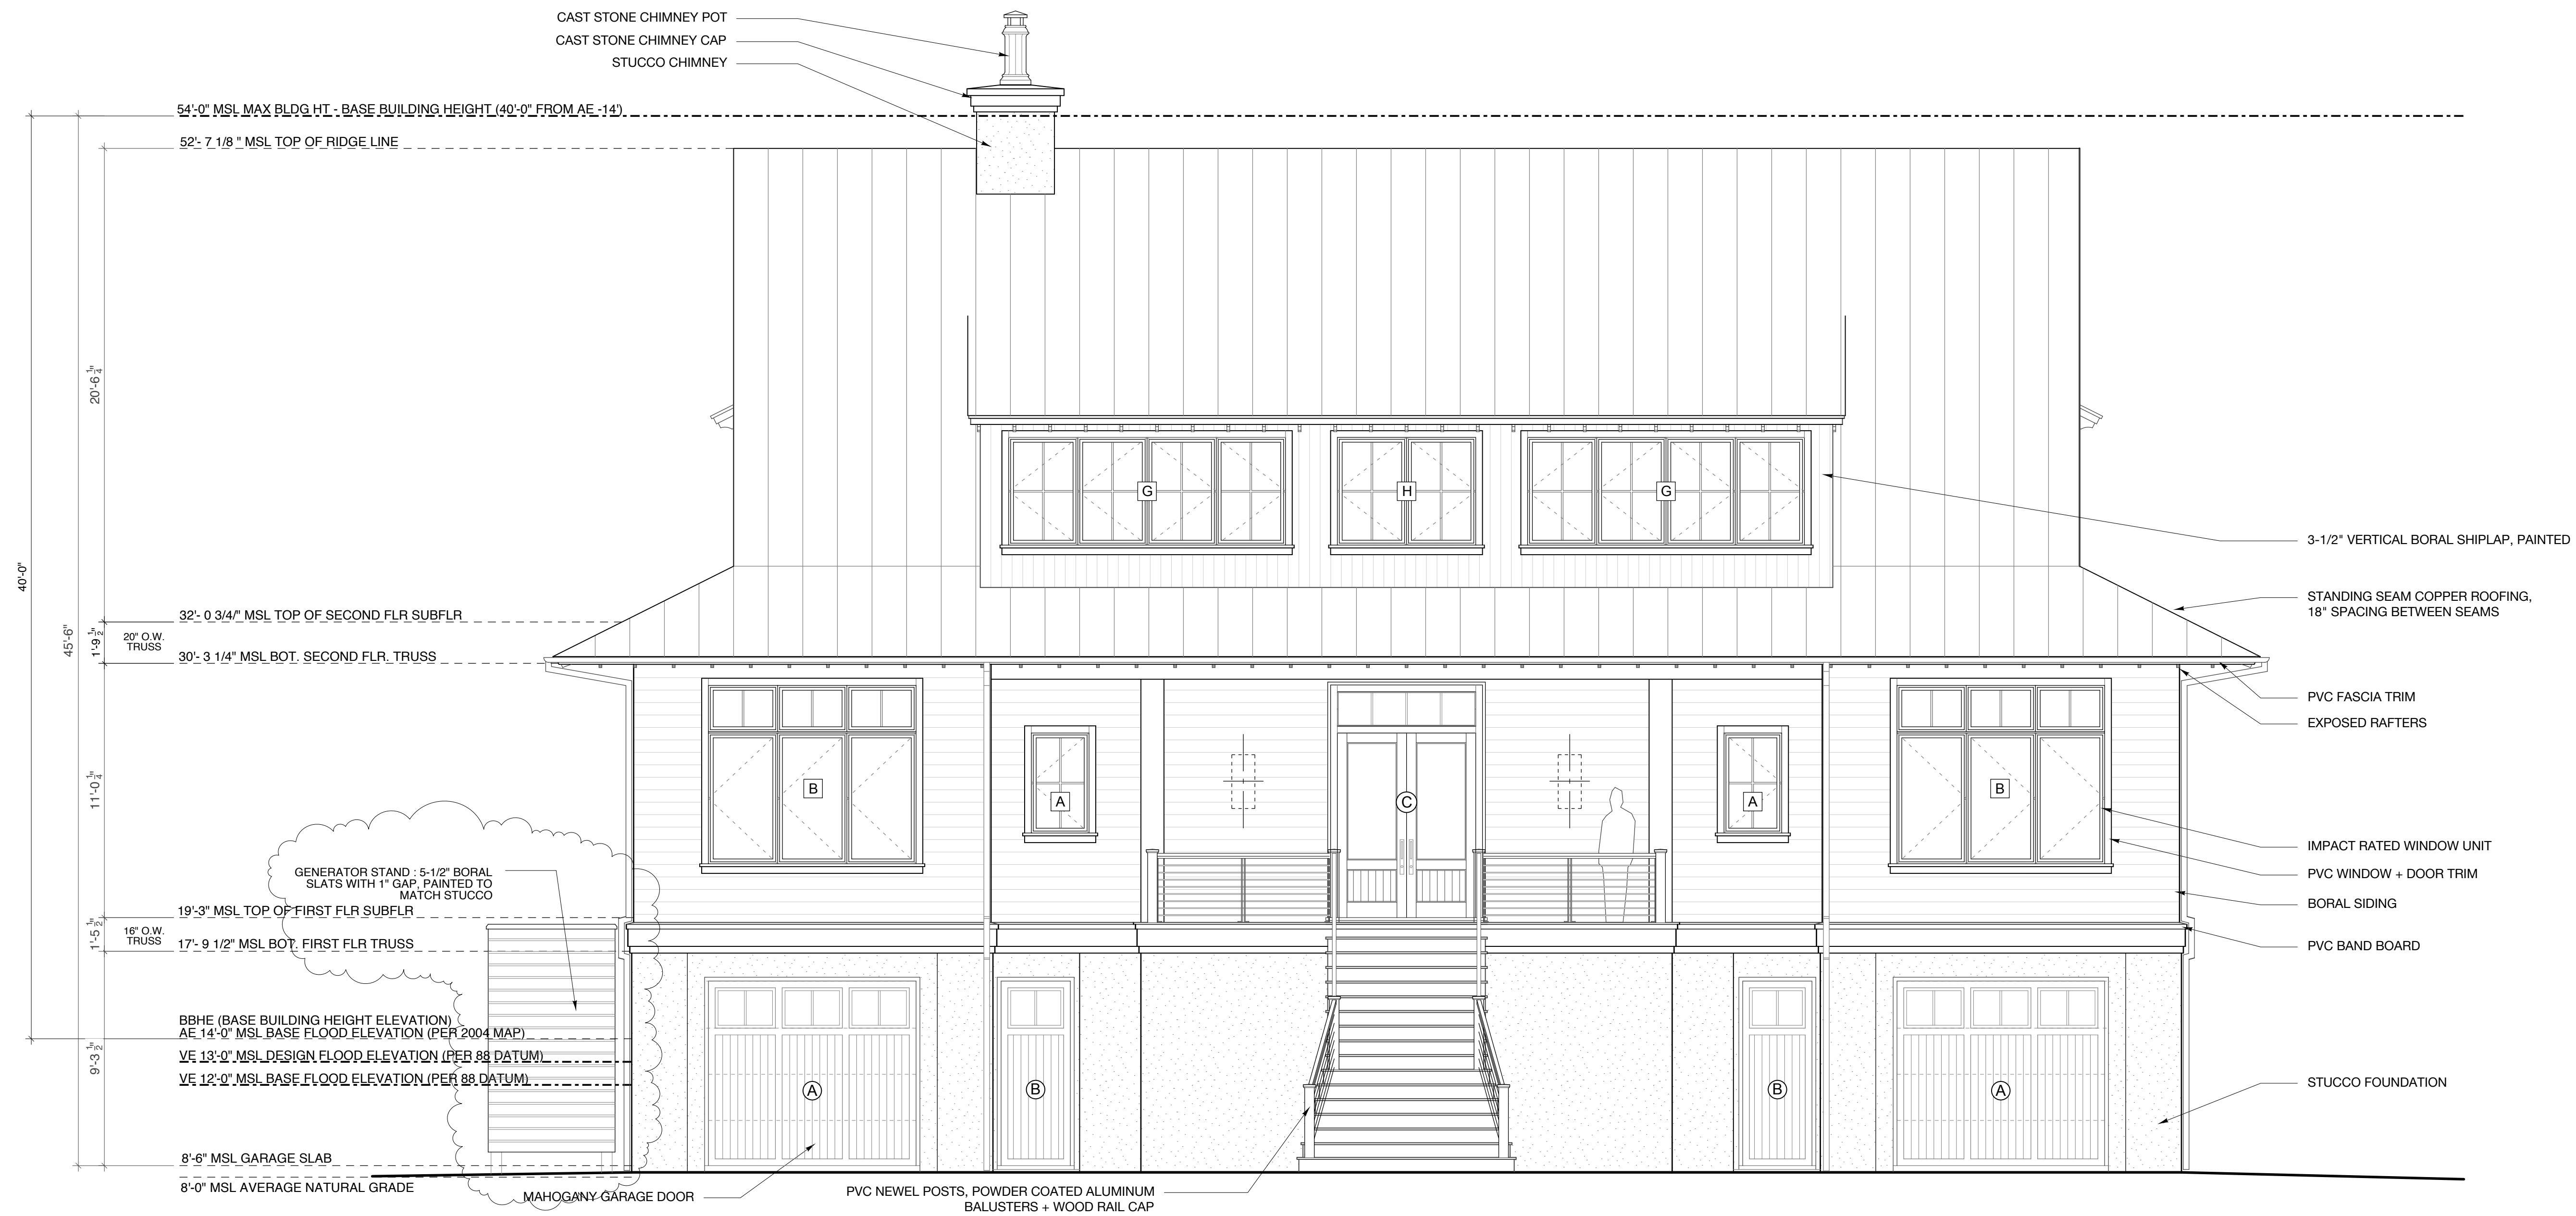 CAST STONE CHIMNEY POT
CAST STONE CHIMNEY CAP
STUCCO CHIMNEY
54'-0" MSL MAX BLDG HT - BASE BUILDING HEIGHT (40'-0" FROM AE -14')
52'- 7 1/8 " MSL TOP OF RIDGE LINE
20'-6 1/4"
40'-0"
45'-6"
G
H
G
3-1/2" VERTICAL BORAL SHIPLAP, PAINTED
STANDING SEAM COPPER ROOFING,
18" SPACING BETWEEN SEAMS
32'- 0 3/4/" MSL TOP OF SECOND FLR SUBFLR
1'-9 1/2"
20" O.W.
TRUSS
30'- 3 1/4" MSL BOT. SECOND FLR. TRUSS
PVC FASCIA TRIM
EXPOSED RAFTERS
11'-0 1/4"
B
A
C
A
B
IMPACT RATED WINDOW UNIT
PVC WINDOW + DOOR TRIM
BORAL SIDING
PVC BAND BOARD
GENERATOR STAND : 5-1/2" BORAL
SLATS WITH 1" GAP, PAINTED TO
MATCH STUCCO
19'-3" MSL TOP OF FIRST FLR SUBFLR
1'-5 1/2"
16" O.W.
TRUSS
17'- 9 1/2" MSL BOT. FIRST FLR TRUSS
BBHE (BASE BUILDING HEIGHT ELEVATION)
AE 14'-0" MSL BASE FLOOD ELEVATION (PER 2004 MAP)
VE 13'-0" MSL DESIGN FLOOD ELEVATION (PER 88 DATUM)
VE 12'-0" MSL BASE FLOOD ELEVATION (PER 88 DATUM)
9'-3 1/2"
A
B
B
A
STUCCO FOUNDATION
8'-6" MSL GARAGE SLAB
8'-0" MSL AVERAGE NATURAL GRADE
MAHOGANY GARAGE DOOR
PVC NEWEL POSTS, POWDER COATED ALUMINUM
BALUSTERS + WOOD RAIL CAP